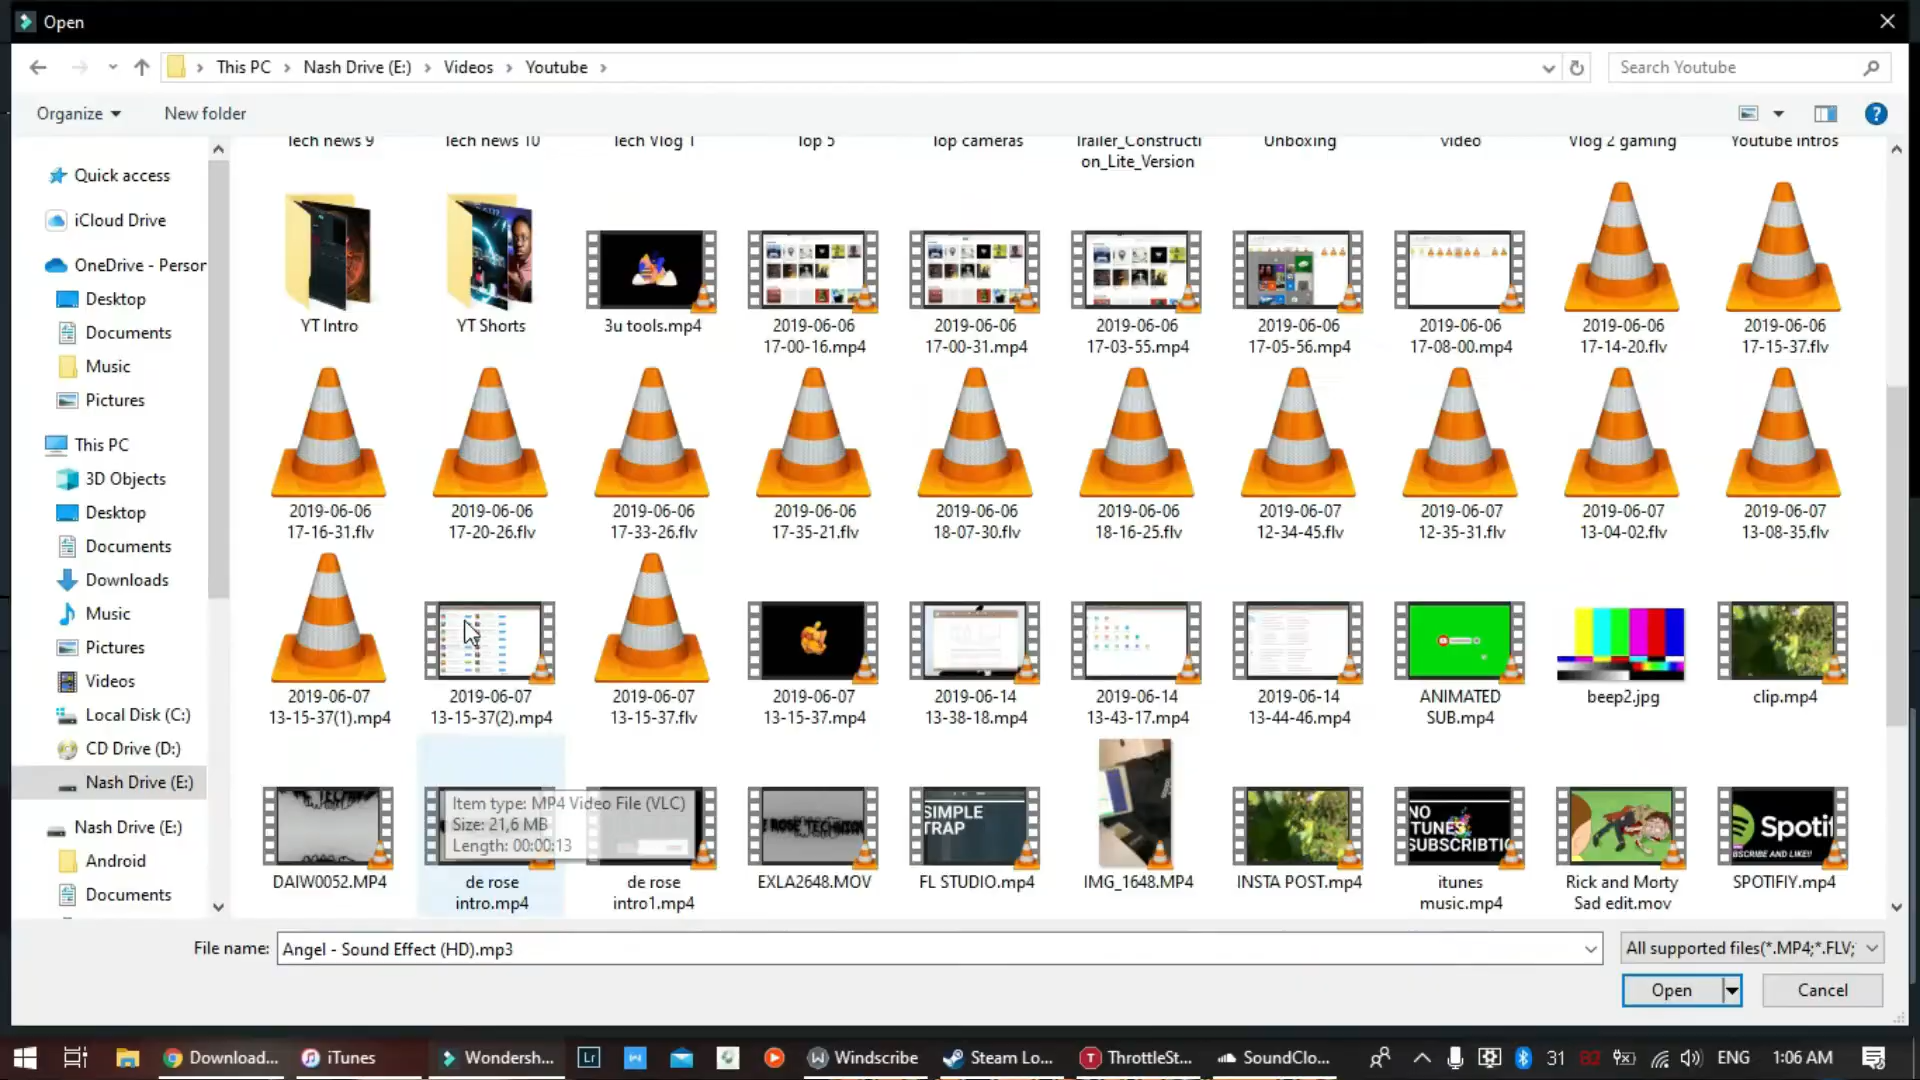 Open
This PC > Nash Drive (E:) > Videos > Youtube >
Search Youtube
Organize
New folder
Tech news 9
Tech news 10
Tech Vlog 1
Top 5
Top cameras
Trailer_Constructi
on_Lite_Version
Unboxing
video
Vlog 2 gaming
Youtube intros
Quick access
iCloud Drive
OneDrive - Person
Desktop
Documents
Music
Pictures
This PC
3D Objects
Desktop
Documents
Downloads
Music
Pictures
Videos
Local Disk (C:)
CD Drive (D:)
Nash Drive (E:)
Nash Drive (E:)
Android
Documents
YT Intro
YT Shorts
3u tools.mp4
2019-06-06
17-00-16.mp4
2019-06-06
17-00-31.mp4
2019-06-06
17-03-55.mp4
2019-06-06
17-05-56.mp4
2019-06-06
17-08-00.mp4
2019-06-06
17-14-20.flv
2019-06-06
17-15-37.flv
2019-06-06
17-16-31.flv
2019-06-06
17-20-26.flv
2019-06-06
17-33-26.flv
2019-06-06
17-35-21.flv
2019-06-06
18-07-30.flv
2019-06-06
18-16-25.flv
2019-06-07
12-34-45.flv
2019-06-07
12-35-31.flv
2019-06-07
13-04-02.flv
2019-06-07
13-08-35.flv
2019-06-07
13-15-37(1).mp4
2019-06-07
13-15-37(2).mp4
2019-06-07
13-15-37.flv
2019-06-07
13-15-37.mp4
2019-06-14
13-38-18.mp4
2019-06-14
13-43-17.mp4
2019-06-14
13-44-46.mp4
ANIMATED
SUB.mp4
beep2.jpg
clip.mp4
Item type: MP4 Video File (VLC)
Size: 21,6 MB
Length: 00:00:13
ROSE TECHNISO
SIMPLE
TRAP
NO
TUNES
SUBSCRIBTIO
Spotif
BSCRIBE AND LIKE!!
DAIW0052.MP4
de rose
intro.mp4
de rose
intro1.mp4
EXLA2648.MOV
FL STUDIO.mp4
IMG_1648.MP4
INSTA POST.mp4
itunes
music.mp4
Rick and Morty
Sad edit.mov
SPOTIFIY.mp4
File name:
Angel - Sound Effect (HD).mp3
All supported files(*.MP4;*.FLV;
Open
Cancel
Download...
iTunes
Wondersh...
Lr
Windscribe
Steam Lo...
ThrottleSt...
SoundClo...
31
82
ENG
1:06 AM